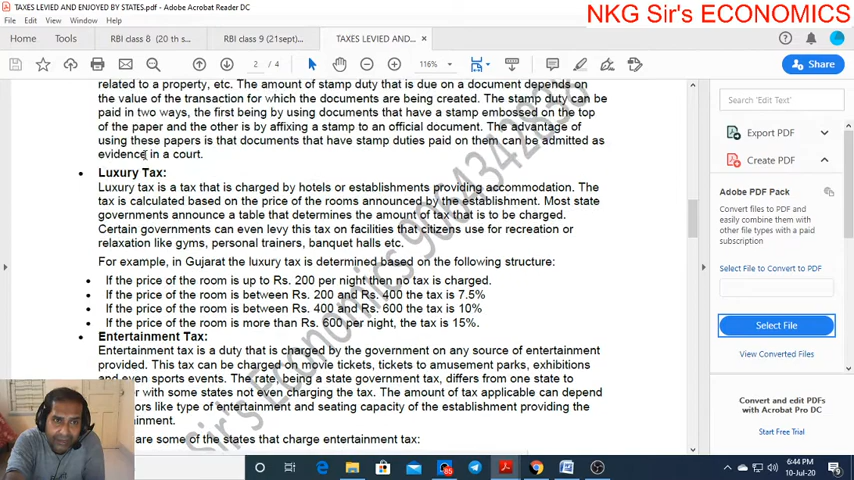 TAXES LEVIED AND ENJOYED BY STATES.pdf - Adobe Acrobat Reader DC
NKG Sir's ECONOMICS
File Edit View Window Help
Home Tools RBI class 8 (20 th s... RBI class 9 (21sept)... TAXES LEVIED AND ... ×
2 / 4 116% Share
related to a property, etc. The amount of stamp duty that is due on a document depends on
the value of the transaction for which the documents are being created. The stamp duty can be
paid in two ways, the first being by using documents that have a stamp embossed on the top
of the paper and the other is by affixing a stamp to an official document. The advantage of
using these papers is that documents that have stamp duties paid on them can be admitted as
evidence in a court.
• Luxury Tax:
Luxury tax is a tax that is charged by hotels or establishments providing accommodation. The
tax is calculated based on the price of the rooms announced by the establishment. Most state
governments announce a table that determines the amount of tax that is to be charged.
Certain governments can even levy this tax on facilities that citizens use for recreation or
relaxation like gyms, personal trainers, banquet halls etc.
For example, in Gujarat the luxury tax is determined based on the following structure:
• If the price of the room is up to Rs. 200 per night then no tax is charged.
• If the price of the room is between Rs. 200 and Rs. 400 the tax is 7.5%
• If the price of the room is between Rs. 400 and Rs. 600 the tax is 10%
• If the price of the room is more than Rs. 600 per night, the tax is 15%.
• Entertainment Tax:
Entertainment tax is a duty that is charged by the government on any source of entertainment
provided. This tax can be charged on movie tickets, tickets to amusement parks, exhibitions
and even sports events. The rate, being a state government tax, differs from one state to
with some states not even charging the tax. The amount of tax applicable can depend
like type of entertainment and seating capacity of the establishment providing the
are some of the states that charge entertainment tax:
Sir's Economics
Search 'Edit Text'
Export PDF
Create PDF
Adobe PDF Pack
Convert files to PDF and
easily combine them with
other file types with a paid
subscription
Select File to Convert to PDF
Select File
View Converted Files
Convert and edit PDFs
with Acrobat Pro DC
Start Free Trial
6:44 PM
10-Jul-20